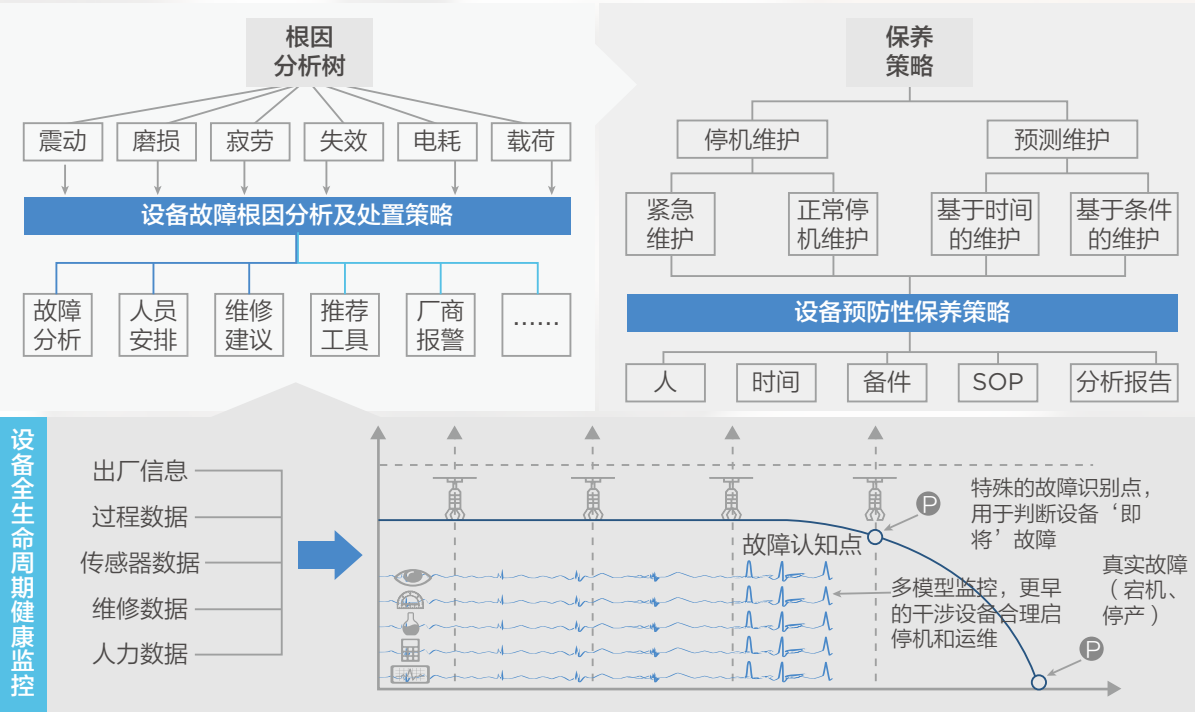 根因
分析树
震动
磨损
寂劳
失效
电耗
载荷
设备故障根因分析及处置策略
故障
分析
人员
安排
维修
建议
推荐
工具
厂商
报警
……
保养
策略
停机维护
预测维护
紧急
维护
正常停
机维护
基于时间
的维护
基于条件
的维护
设备预防性保养策略
人
时间
备件
SOP
分析报告
设备全生命周期健康监控
出厂信息
过程数据
传感器数据
维修数据
人力数据
P
特殊的故障识别点，
用于判断设备‘即
将’故障
故障认知点
多模型监控，更早
的干涉设备合理启
停机和运维
真实故障
（宕机、
停产）
P